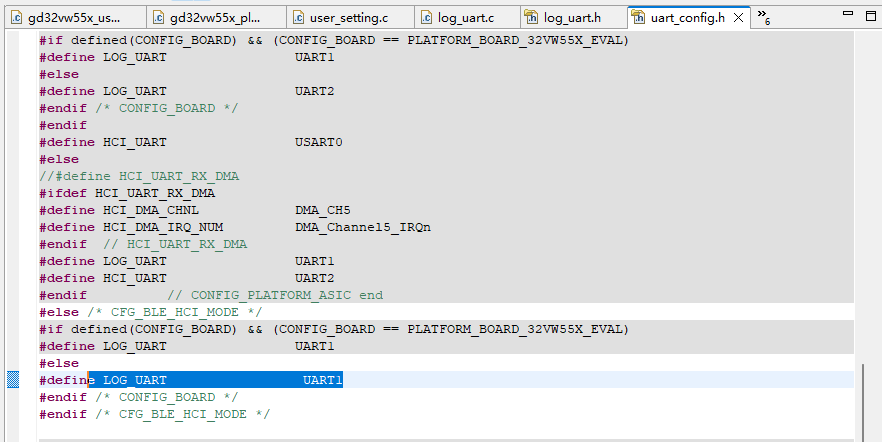 gd32vw55x_us... gd32vw55x_pl... user_setting.c log_uart.c log_uart.h uart_config.h »6
#if defined(CONFIG_BOARD) && (CONFIG_BOARD == PLATFORM_BOARD_32VW55X_EVAL)
#define LOG_UART UART1
#else
#define LOG_UART UART2
#endif /* CONFIG_BOARD */
#endif
#define HCI_UART USART0
#else
//#define HCI_UART_RX_DMA
#ifdef HCI_UART_RX_DMA
#define HCI_DMA_CHNL DMA_CH5
#define HCI_DMA_IRQ_NUM DMA_Channel5_IRQn
#endif // HCI_UART_RX_DMA
#define LOG_UART UART1
#define HCI_UART UART2
#endif // CONFIG_PLATFORM_ASIC end
#else /* CFG_BLE_HCI_MODE */
#if defined(CONFIG_BOARD) && (CONFIG_BOARD == PLATFORM_BOARD_32VW55X_EVAL)
#define LOG_UART UART1
#else
#define LOG_UART UART1
#endif /* CONFIG_BOARD */
#endif /* CFG_BLE_HCI_MODE */